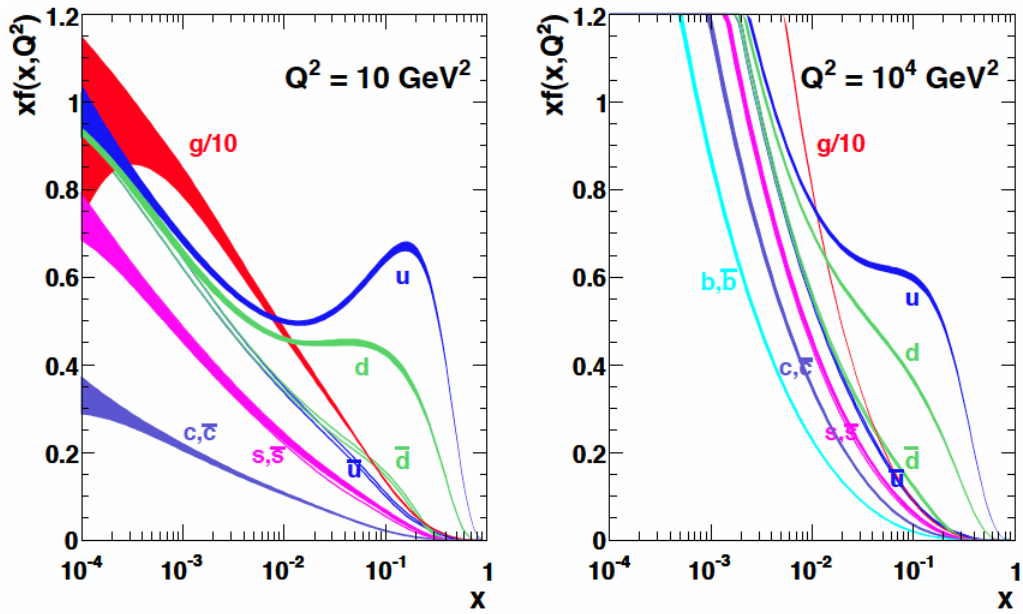 xf(x,Q²)
1.2
1
0.8
0.6
0.4
0.2
0
Q² = 10 GeV²
g/10
u
d
c,c̅
s,s̅
u̅
d̅
10⁻⁴
10⁻³
10⁻²
10⁻¹
1
x
xf(x,Q²)
1.2
1
0.8
0.6
0.4
0.2
0
Q² = 10⁴ GeV²
g/10
b,b̅
u
d
c,c̅
s,s̅
d̅
u̅
10⁻⁴
10⁻³
10⁻²
10⁻¹
1
x